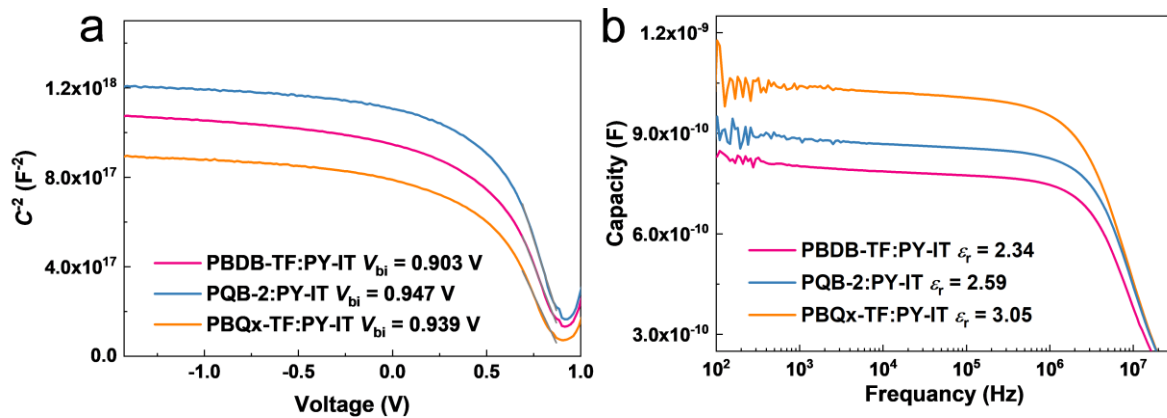 a
C⁻² (F⁻²)
1.2x10¹⁸
8.0x10¹⁷
4.0x10¹⁷
0.0
PBDB-TF:PY-IT V_bi = 0.903 V
PQB-2:PY-IT V_bi = 0.947 V
PBQx-TF:PY-IT V_bi = 0.939 V
-1.0 -0.5 0.0 0.5 1.0
Voltage (V)
b
Capacity (F)
1.2x10⁻⁹
9.0x10⁻¹⁰
6.0x10⁻¹⁰
3.0x10⁻¹⁰
PBDB-TF:PY-IT ε_r = 2.34
PQB-2:PY-IT ε_r = 2.59
PBQx-TF:PY-IT ε_r = 3.05
10² 10³ 10⁴ 10⁵ 10⁶ 10⁷
Frequancy (Hz)